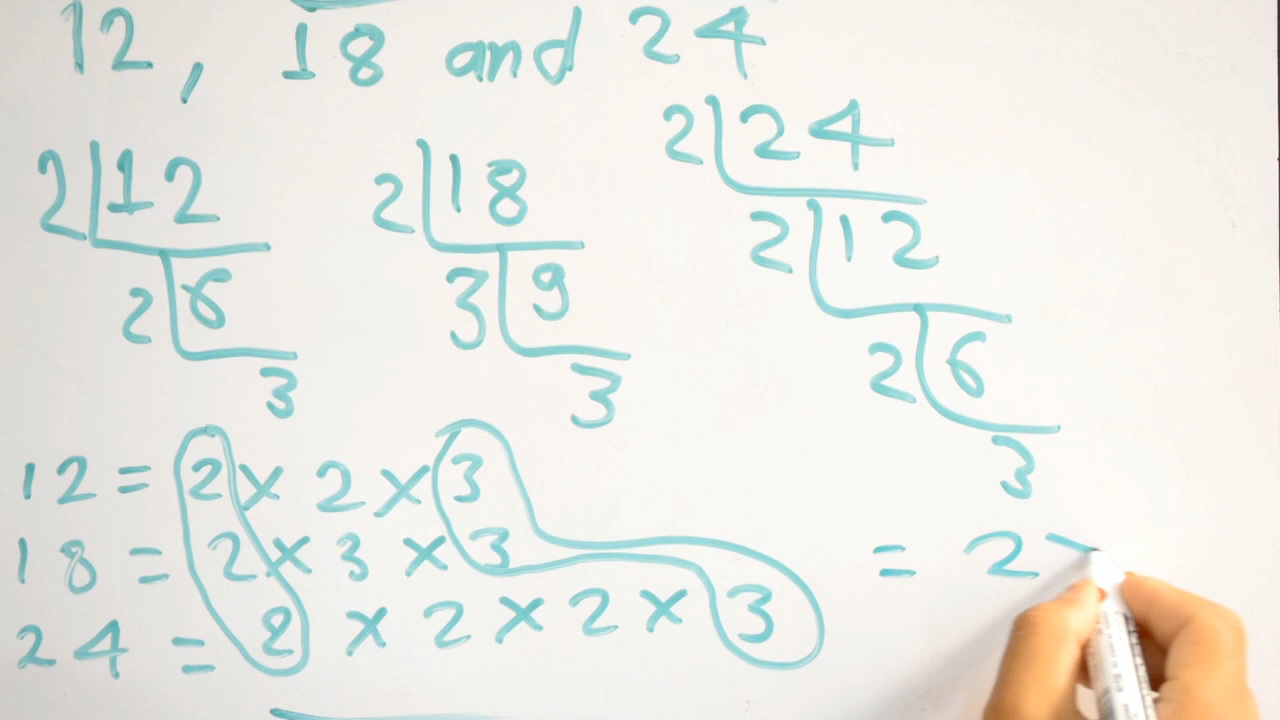 12, 18 and 24
2 12
2 6
3
2 18
3 9
3
2 24
2 12
2 6
3
12 = 2 × 2 × 3
18 = 2 × 3 × 3
24 = 2 × 2 × 2 × 3
= 2